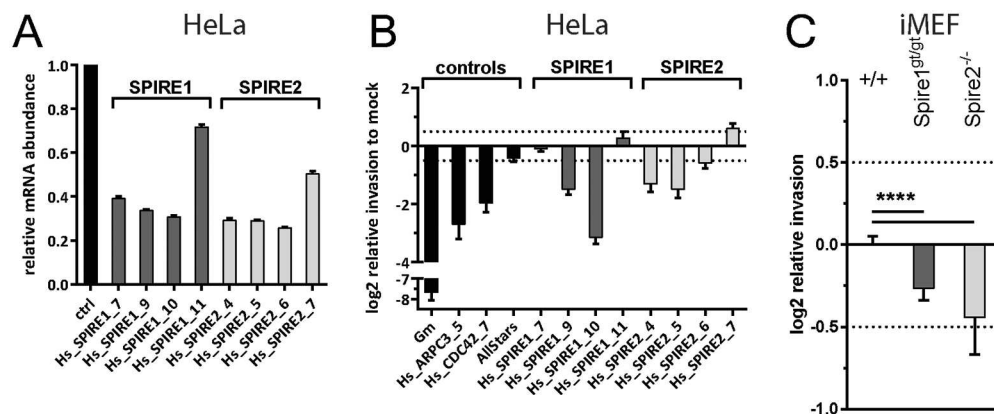 A
HeLa
relative mRNA abundance
1.0
0.8
0.6
0.4
0.2
0.0
SPIRE1
SPIRE2
ctrl
Hs_SPIRE1_7
Hs_SPIRE1_9
Hs_SPIRE1_10
Hs_SPIRE1_11
Hs_SPIRE2_4
Hs_SPIRE2_5
Hs_SPIRE2_6
Hs_SPIRE2_7
B
HeLa
log2 relative invasion to mock
controls
SPIRE1
SPIRE2
2
0
-2
-4
-7
-8
Grn
Hs_ARPC3_5
Hs_CDC42_7
AllStars
Hs_SPIRE1_7
Hs_SPIRE1_9
Hs_SPIRE1_10
Hs_SPIRE1_11
Hs_SPIRE2_4
Hs_SPIRE2_5
Hs_SPIRE2_6
Hs_SPIRE2_7
C
iMEF
log2 relative invasion
+/+
Spire1gt/gt
Spire2-/-
1.0
0.5
0.0
-0.5
-1.0
****